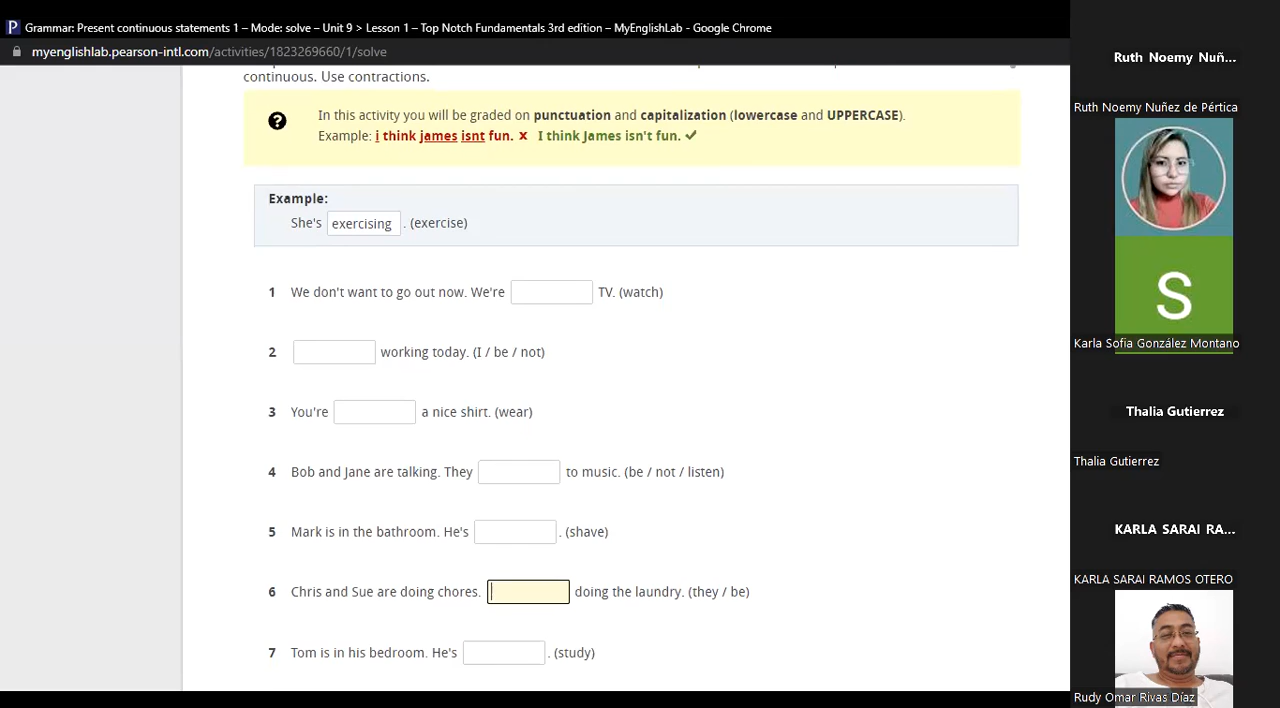 Grammar: Present continuous statements 1 – Mode: solve – Unit 9 > Lesson 1 – Top Notch Fundamentals 3rd edition – MyEnglishLab - Google Chrome
myenglishlab.pearson-intl.com/activities/1823269660/1/solve
continuous. Use contractions.
In this activity you will be graded on punctuation and capitalization (lowercase and UPPERCASE).
Example: i think james isnt fun. ✗ I think James isn't fun. ✓
Example:
She's exercising . (exercise)
1 We don't want to go out now. We're TV. (watch)
2 working today. (I / be / not)
3 You're a nice shirt. (wear)
4 Bob and Jane are talking. They to music. (be / not / listen)
5 Mark is in the bathroom. He's . (shave)
6 Chris and Sue are doing chores. doing the laundry. (they / be)
7 Tom is in his bedroom. He's . (study)
Ruth Noemy Nuñ...
Ruth Noemy Nuñez de Pértica
S
Karla Sofia González Montano
Thalia Gutierrez
Thalia Gutierrez
KARLA SARAI RA...
KARLA SARAI RAMOS OTERO
Rudy Omar Rivas Díaz